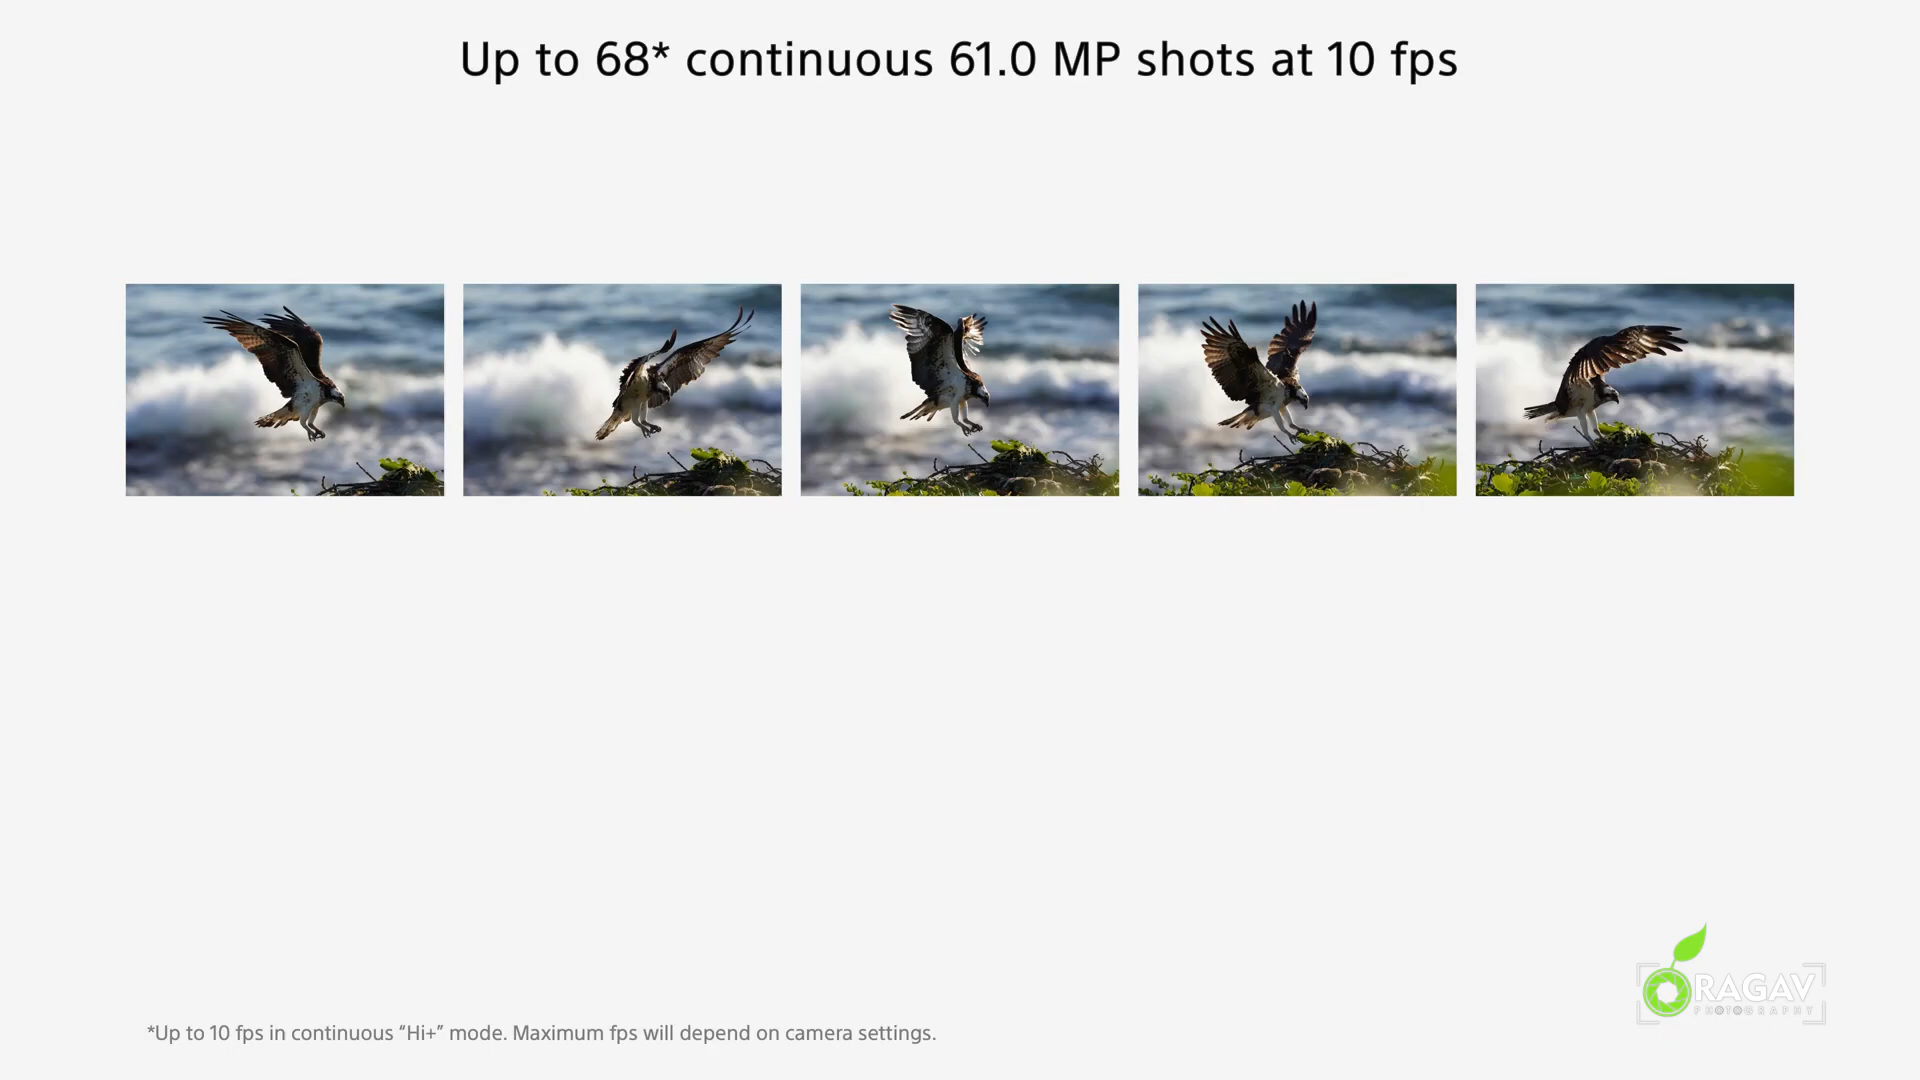 Up to 68* continuous 61.0 MP shots at 10 fps
RAGAV
PHOTOGRAPHY
*Up to 10 fps in continuous “Hi+” mode. Maximum fps will depend on camera settings.